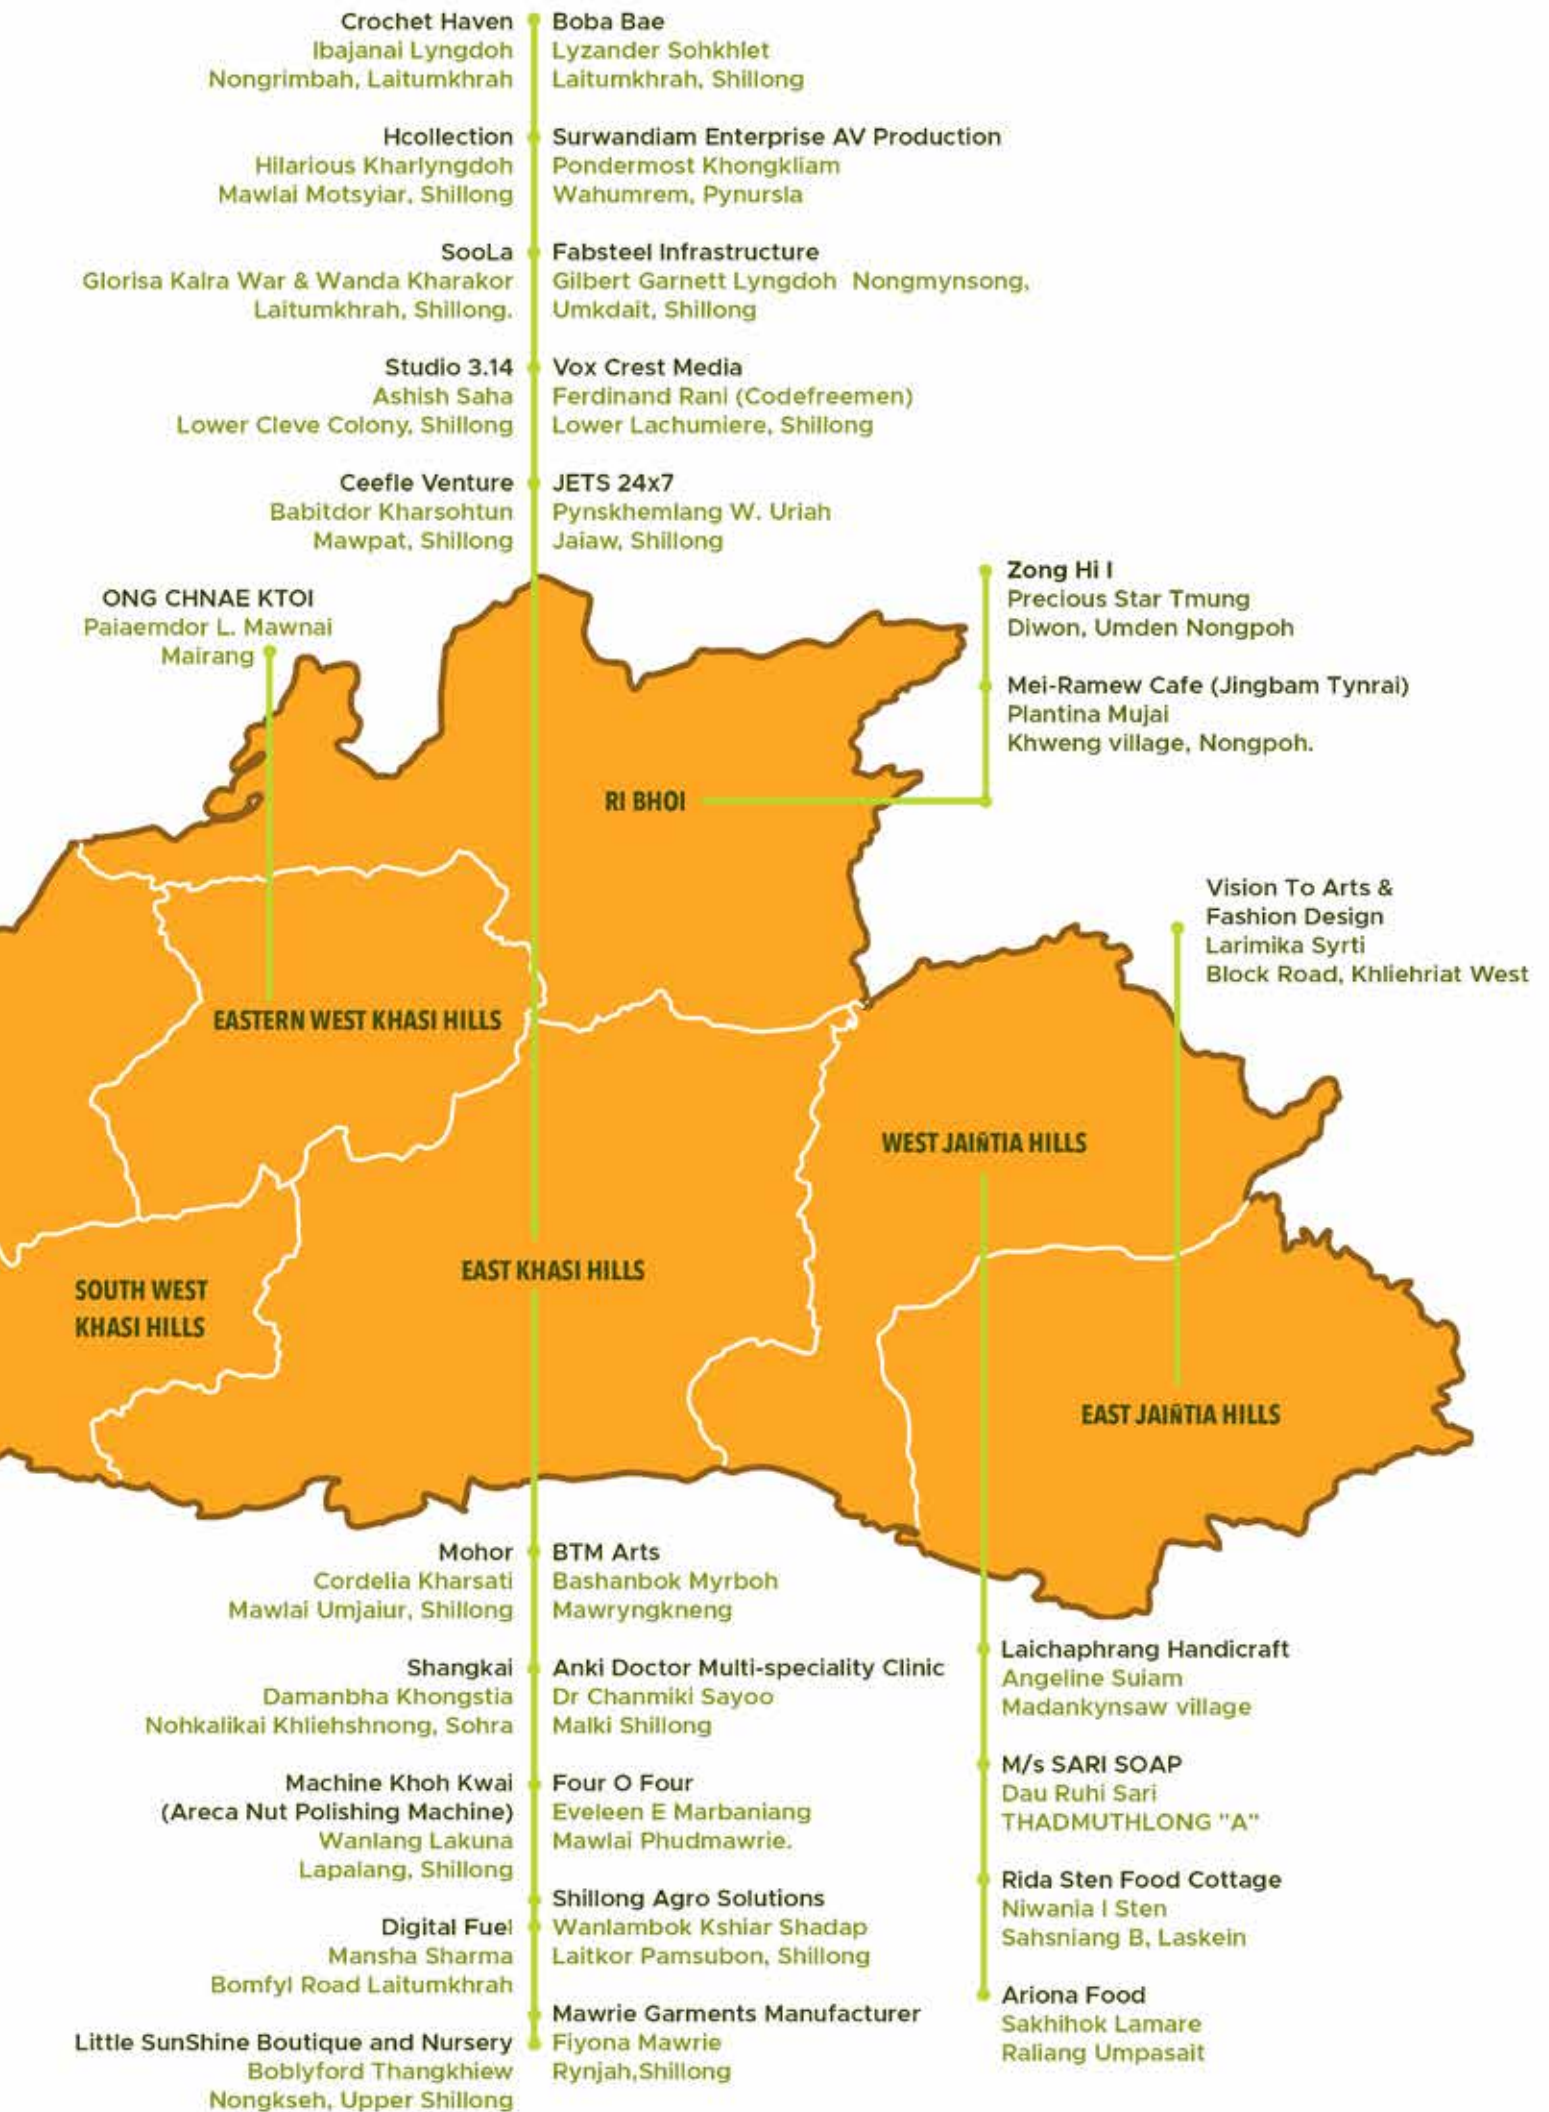 Crochet Haven
Ibajanai Lyngdoh
Nongrimbah, Laitumkhrah
Boba Bae
Lyzander Sohkhlet
Laitumkhrah, Shillong
Hcollection
Hilarious Kharlyngdoh
Mawlai Motsyiar, Shillong
Surwandiam Enterprise AV Production
Pondermost Khongkliam
Wahumrem, Pynursla
SooLa
Glorisa Kalra War & Wanda Kharakor
Laitumkhrah, Shillong.
Fabsteel Infrastructure
Gilbert Garnett Lyngdoh Nongmynsong,
Umkdait, Shillong
Studio 3.14
Ashish Saha
Lower Cleve Colony, Shillong
Vox Crest Media
Ferdinand Rani (Codefreemen)
Lower Lachumiere, Shillong
Ceefle Venture
Babitdor Kharsohtun
Mawpat, Shillong
JETS 24x7
Pynskhemlang W. Uriah
Jaiaw, Shillong
ONG CHNAE KTOI
Paiaemdor L. Mawnai
Mairang
Zong Hi I
Precious Star Tmung
Diwon, Umden Nongpoh
Mei-Ramew Cafe (Jingbam Tynrai)
Plantina Mujai
Khweng village, Nongpoh.
RI BHOI
Vision To Arts &
Fashion Design
Larimika Syrti
Block Road, Khliehriat West
EASTERN WEST KHASI HILLS
WEST JAIñTIA HILLS
EAST KHASI HILLS
SOUTH WEST
KHASI HILLS
EAST JAIñTIA HILLS
Mohor
Cordelia Kharsati
Mawlai Umjaiur, Shillong
BTM Arts
Bashanbok Myrboh
Mawryngkneng
Shangkai
Damanbha Khongstia
Nohkalikai Khliehshnong, Sohra
Anki Doctor Multi-speciality Clinic
Dr Chanmiki Sayoo
Malki Shillong
Machine Khoh Kwai
(Areca Nut Polishing Machine)
Wanlang Lakuna
Lapalang, Shillong
Four O Four
Eveleen E Marbaniang
Mawlai Phudmawrie.
Digital Fuel
Mansha Sharma
Bomfyl Road Laitumkhrah
Shillong Agro Solutions
Wanlambok Kshiar Shadap
Laitkor Pamsubon, Shillong
Little SunShine Boutique and Nursery
Boblyford Thangkhiew
Nongkseh, Upper Shillong
Mawrie Garments Manufacturer
Fiyona Mawrie
Rynjah,Shillong
Laichaphrang Handicraft
Angeline Suiam
Madankynsaw village
M/s SARI SOAP
Dau Ruhi Sari
THADMUTHLONG "A"
Rida Sten Food Cottage
Niwania I Sten
Sahsniang B, Laskein
Ariona Food
Sakhihok Lamare
Raliang Umpasait